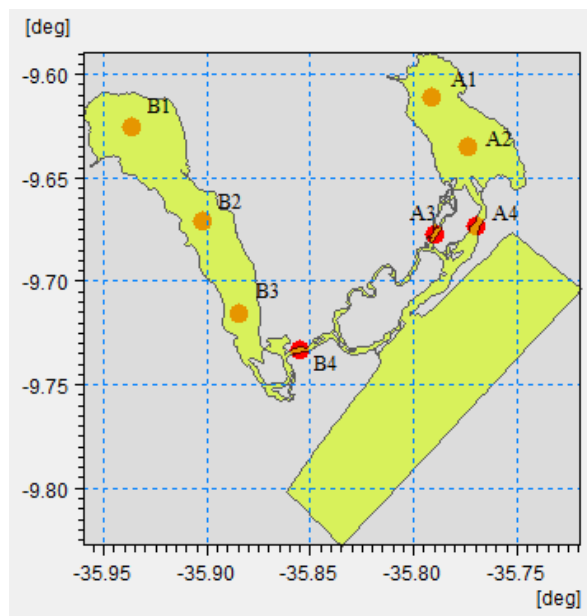 [deg]
-9.60
A1
B1
A2
-9.65
B2
A3
A4
-9.70
B3
-9.75
B4
-9.80
-35.95
-35.90
-35.85
-35.80
-35.75
[deg]